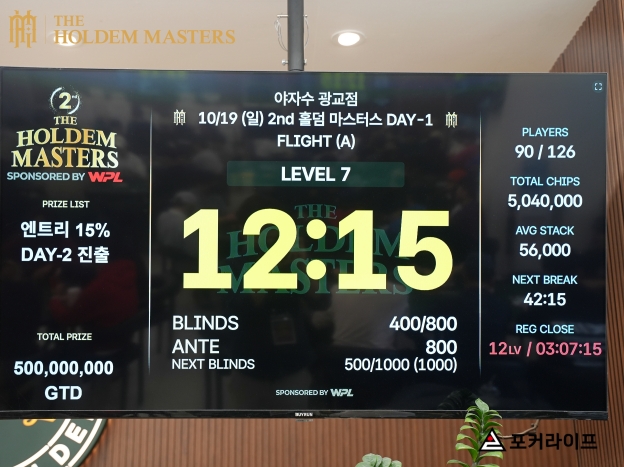 THE
HOLDEM MASTERS
2nd
THE
HOLDEM
MASTERS
SPONSORED BY WPL
PRIZE LIST
엔트리 15%
DAY-2 진출
TOTAL PRIZE
500,000,000
GTD
야자수 광교점
10/19 (일) 2nd 홀덤 마스터스 DAY-1
FLIGHT (A)
LEVEL 7
THE
HOLDEM
MASTERS
12:15
BLINDS 400/800
ANTE 800
NEXT BLINDS 500/1000 (1000)
SPONSORED BY WPL
PLAYERS
90 / 126
TOTAL CHIPS
5,040,000
AVG STACK
56,000
NEXT BREAK
42:15
REG CLOSE
12LV / 03:07:15
포커라이프